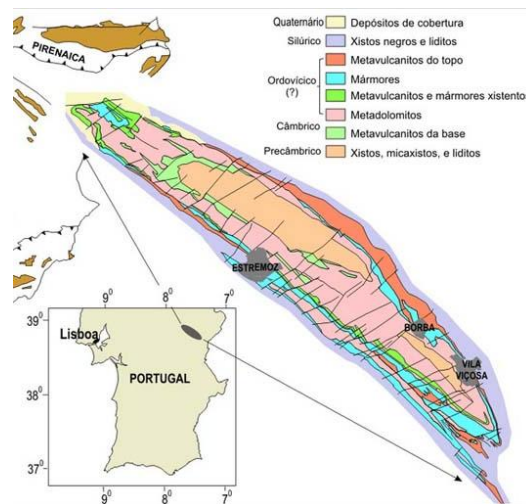 PIRENAICA
Quaternário
Depósitos de cobertura
Silúrico
Xistos negros e liditos
Ordovícico
(?)
Metavulcanitos do topo
Mármores
Metavulcanitos e mármores xistentos
Metadolomitos
Câmbrico
Metavulcanitos da base
Precâmbrico
Xistos, micaxistos, e liditos
ESTREMOZ
BORBA
VILA
VIÇOSA
9° 8° 7°
39°
Lisboa
PORTUGAL
38°
37°
9° 8° 7°